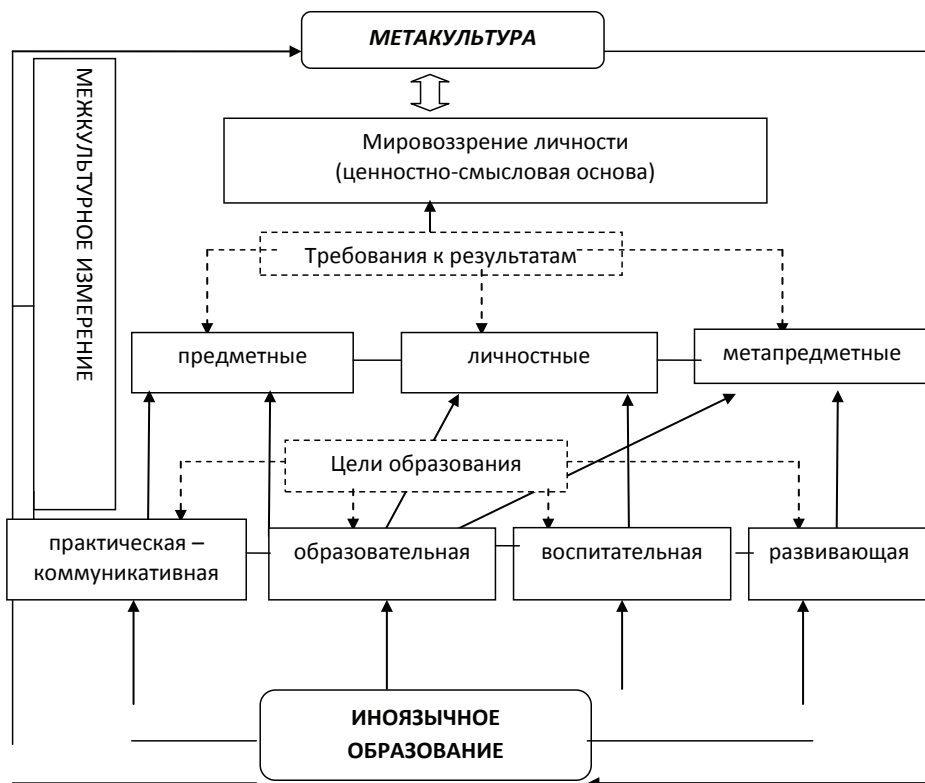 МЕТАКУЛЬТУРА
МЕЖКУЛЬТУРНОЕ ИЗМЕРЕНИЕ
Мировоззрение личности
(ценностно-смысловая основа)
Требования к результатам
предметные
личностные
метапредметные
Цели образования
практическая –
коммуникативная
образовательная
воспитательная
развивающая
ИНОЯЗЫЧНОЕ
ОБРАЗОВАНИЕ